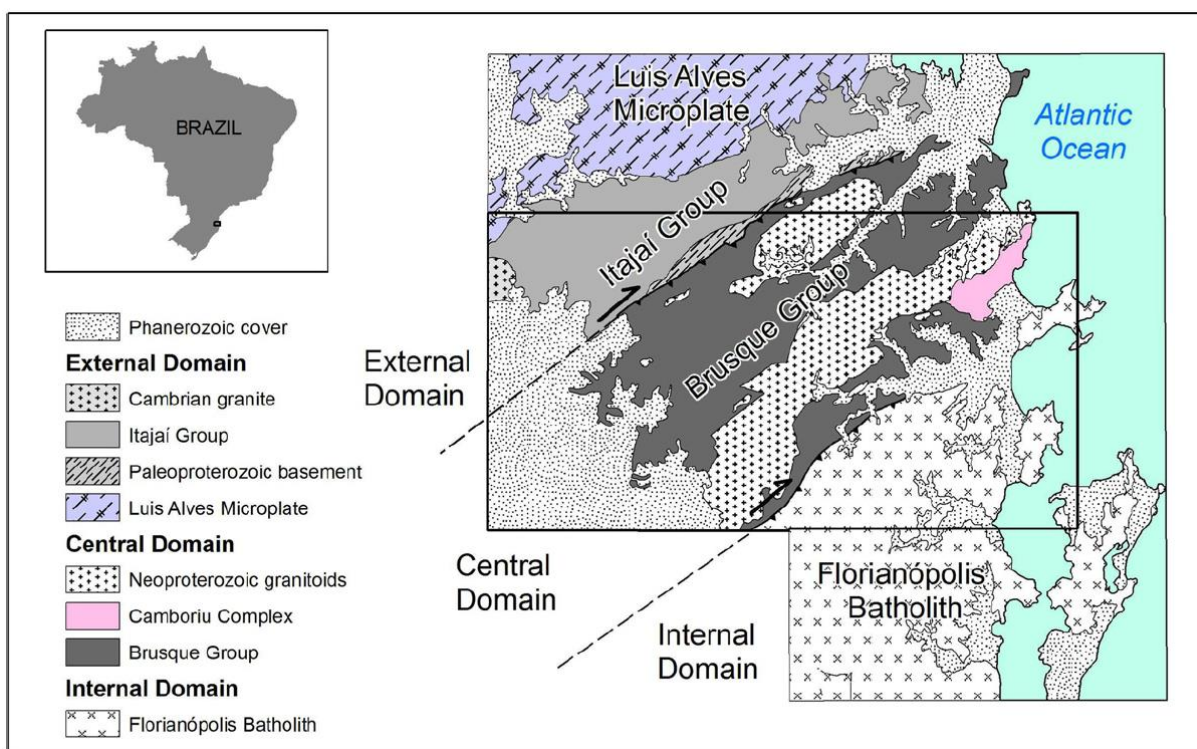 BRAZIL
Luis Alves
Microplate
Atlantic
Ocean
Itajaí Group
Brusque Group
External
Domain
Central
Domain
Internal
Domain
Florianópolis
Batholith
Phanerozoic cover
External Domain
Cambrian granite
Itajaí Group
Paleoproterozoic basement
Luis Alves Microplate
Central Domain
Neoproterozoic granitoids
Camboriu Complex
Brusque Group
Internal Domain
Florianópolis Batholith